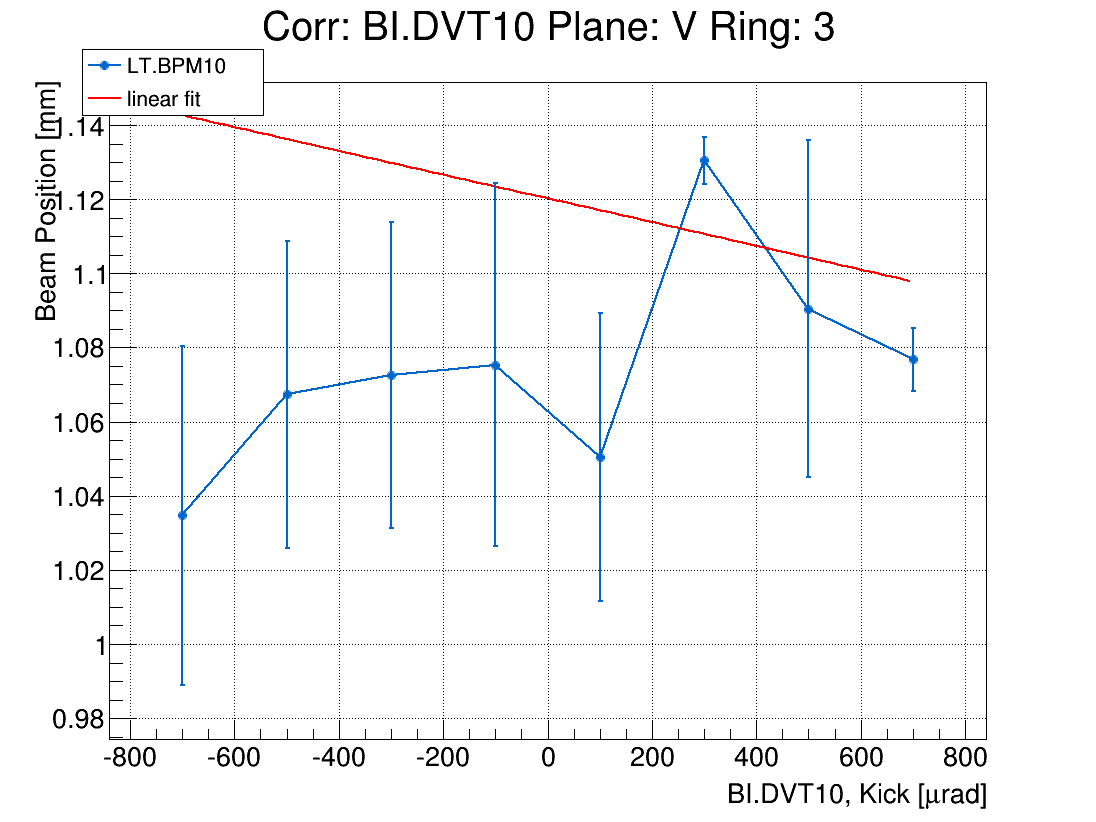 Corr: BI.DVT10 Plane: V Ring: 3
LT.BPM10
linear fit
Beam Position [mm]
1.14
1.12
1.1
1.08
1.06
1.04
1.02
1
0.98
-800 -600 -400 -200 0 200 400 600 800
BI.DVT10, Kick [μrad]